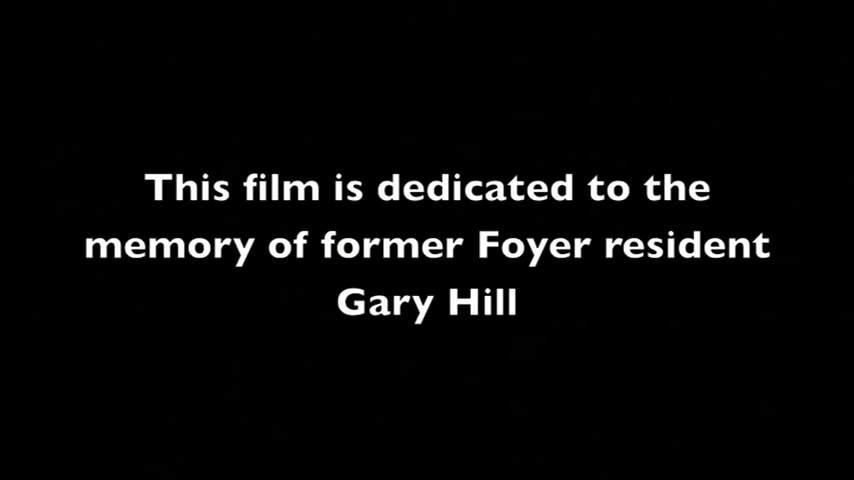 This film is dedicated to the
memory of former Foyer resident
Gary Hill